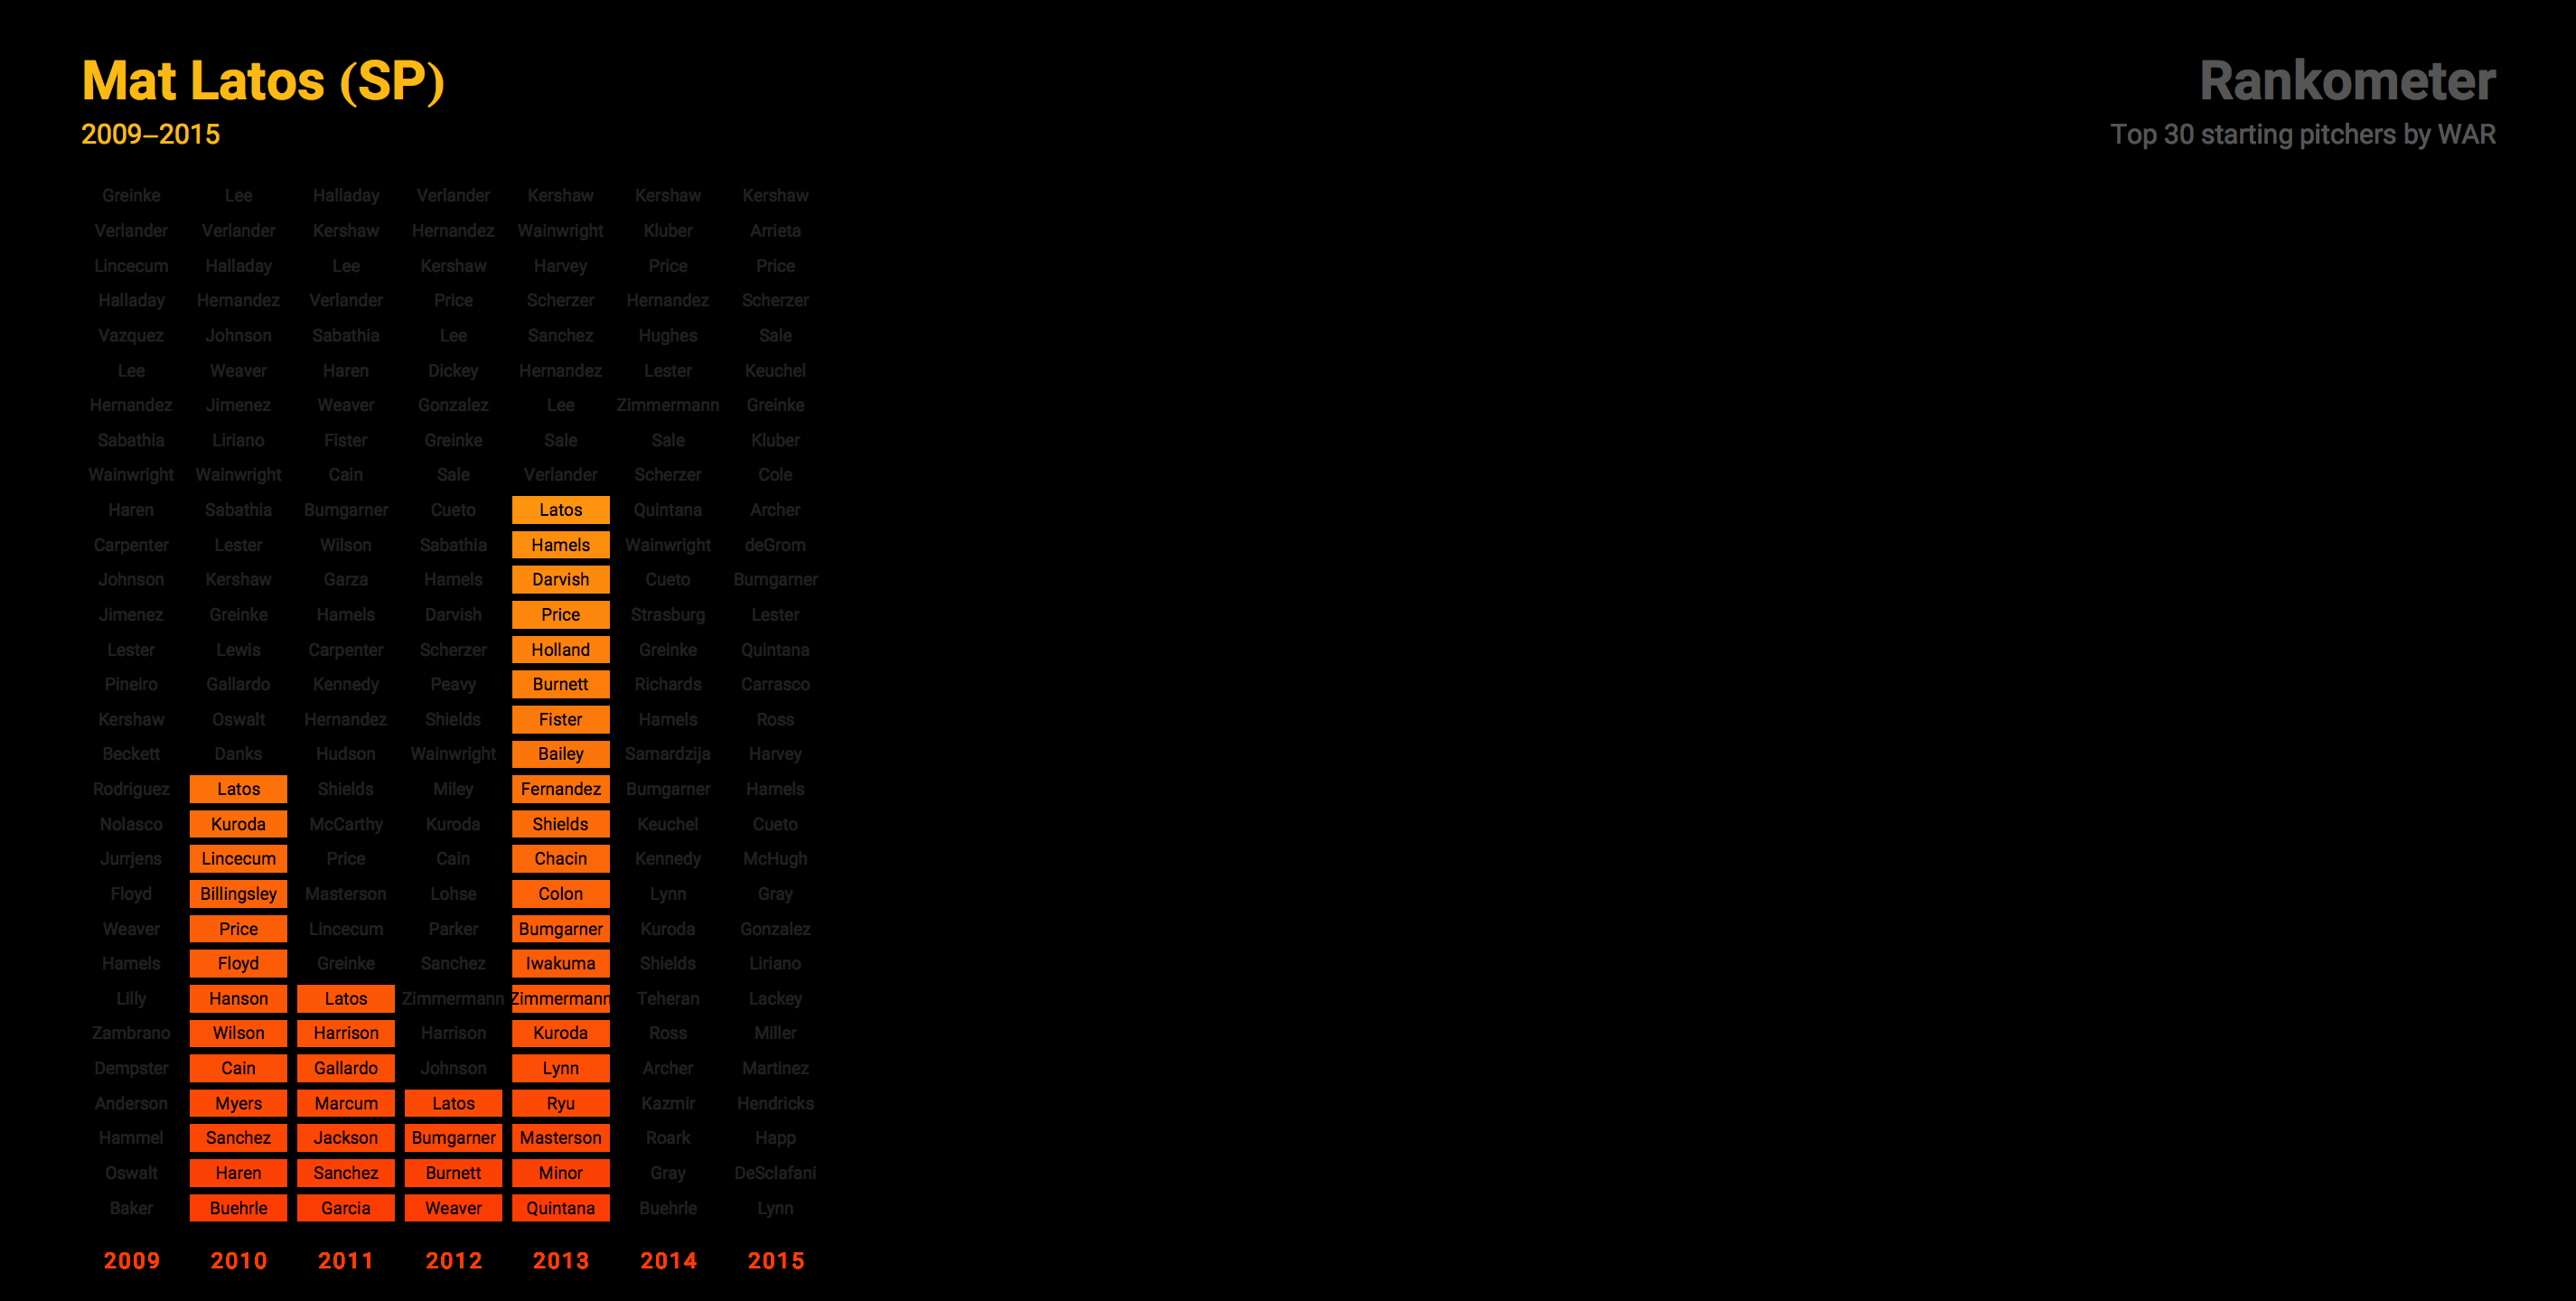 Mat Latos (SP)
2009–2015
Rankometer
Top 30 starting pitchers by WAR
Greinke Lee Halladay Verlander Kershaw Kershaw Kershaw
Verlander Verlander Kershaw Hernandez Wainwright Kluber Arrieta
Lincecum Halladay Lee Kershaw Harvey Price Price
Halladay Hernandez Verlander Price Scherzer Hernandez Scherzer
Vazquez Johnson Sabathia Lee Sanchez Hughes Sale
Lee Weaver Haren Dickey Hernandez Lester Keuchel
Hernandez Jimenez Weaver Gonzalez Lee Zimmermann Greinke
Sabathia Liriano Fister Greinke Sale Sale Kluber
Wainwright Wainwright Cain Sale Verlander Scherzer Cole
Haren Sabathia Bumgarner Cueto Latos Quintana Archer
Carpenter Lester Wilson Sabathia Hamels Wainwright deGrom
Johnson Kershaw Garza Hamels Darvish Cueto Bumgarner
Jimenez Greinke Hamels Darvish Price Strasburg Lester
Lester Lewis Carpenter Scherzer Holland Greinke Quintana
Pineiro Gallardo Kennedy Peavy Burnett Richards Carrasco
Kershaw Oswalt Hernandez Shields Fister Hamels Ross
Beckett Danks Hudson Wainwright Bailey Samardzija Harvey
Rodriguez Latos Shields Miley Fernandez Bumgarner Hamels
Nolasco Kuroda McCarthy Kuroda Shields Keuchel Cueto
Jurrjens Lincecum Price Cain Chacin Kennedy McHugh
Floyd Billingsley Masterson Lohse Colon Lynn Gray
Weaver Price Lincecum Parker Bumgarner Kuroda Gonzalez
Hamels Floyd Greinke Sanchez Iwakuma Shields Liriano
Lilly Hanson Latos Zimmermann Zimmermann Teheran Lackey
Zambrano Wilson Harrison Harrison Kuroda Ross Miller
Dempster Cain Gallardo Johnson Lynn Archer Martinez
Anderson Myers Marcum Latos Ryu Kazmir Hendricks
Hammel Sanchez Jackson Bumgarner Masterson Roark Happ
Oswalt Haren Sanchez Burnett Minor Gray DeSclafani
Baker Buehrle Garcia Weaver Quintana Buehrle Lynn
2009 2010 2011 2012 2013 2014 2015